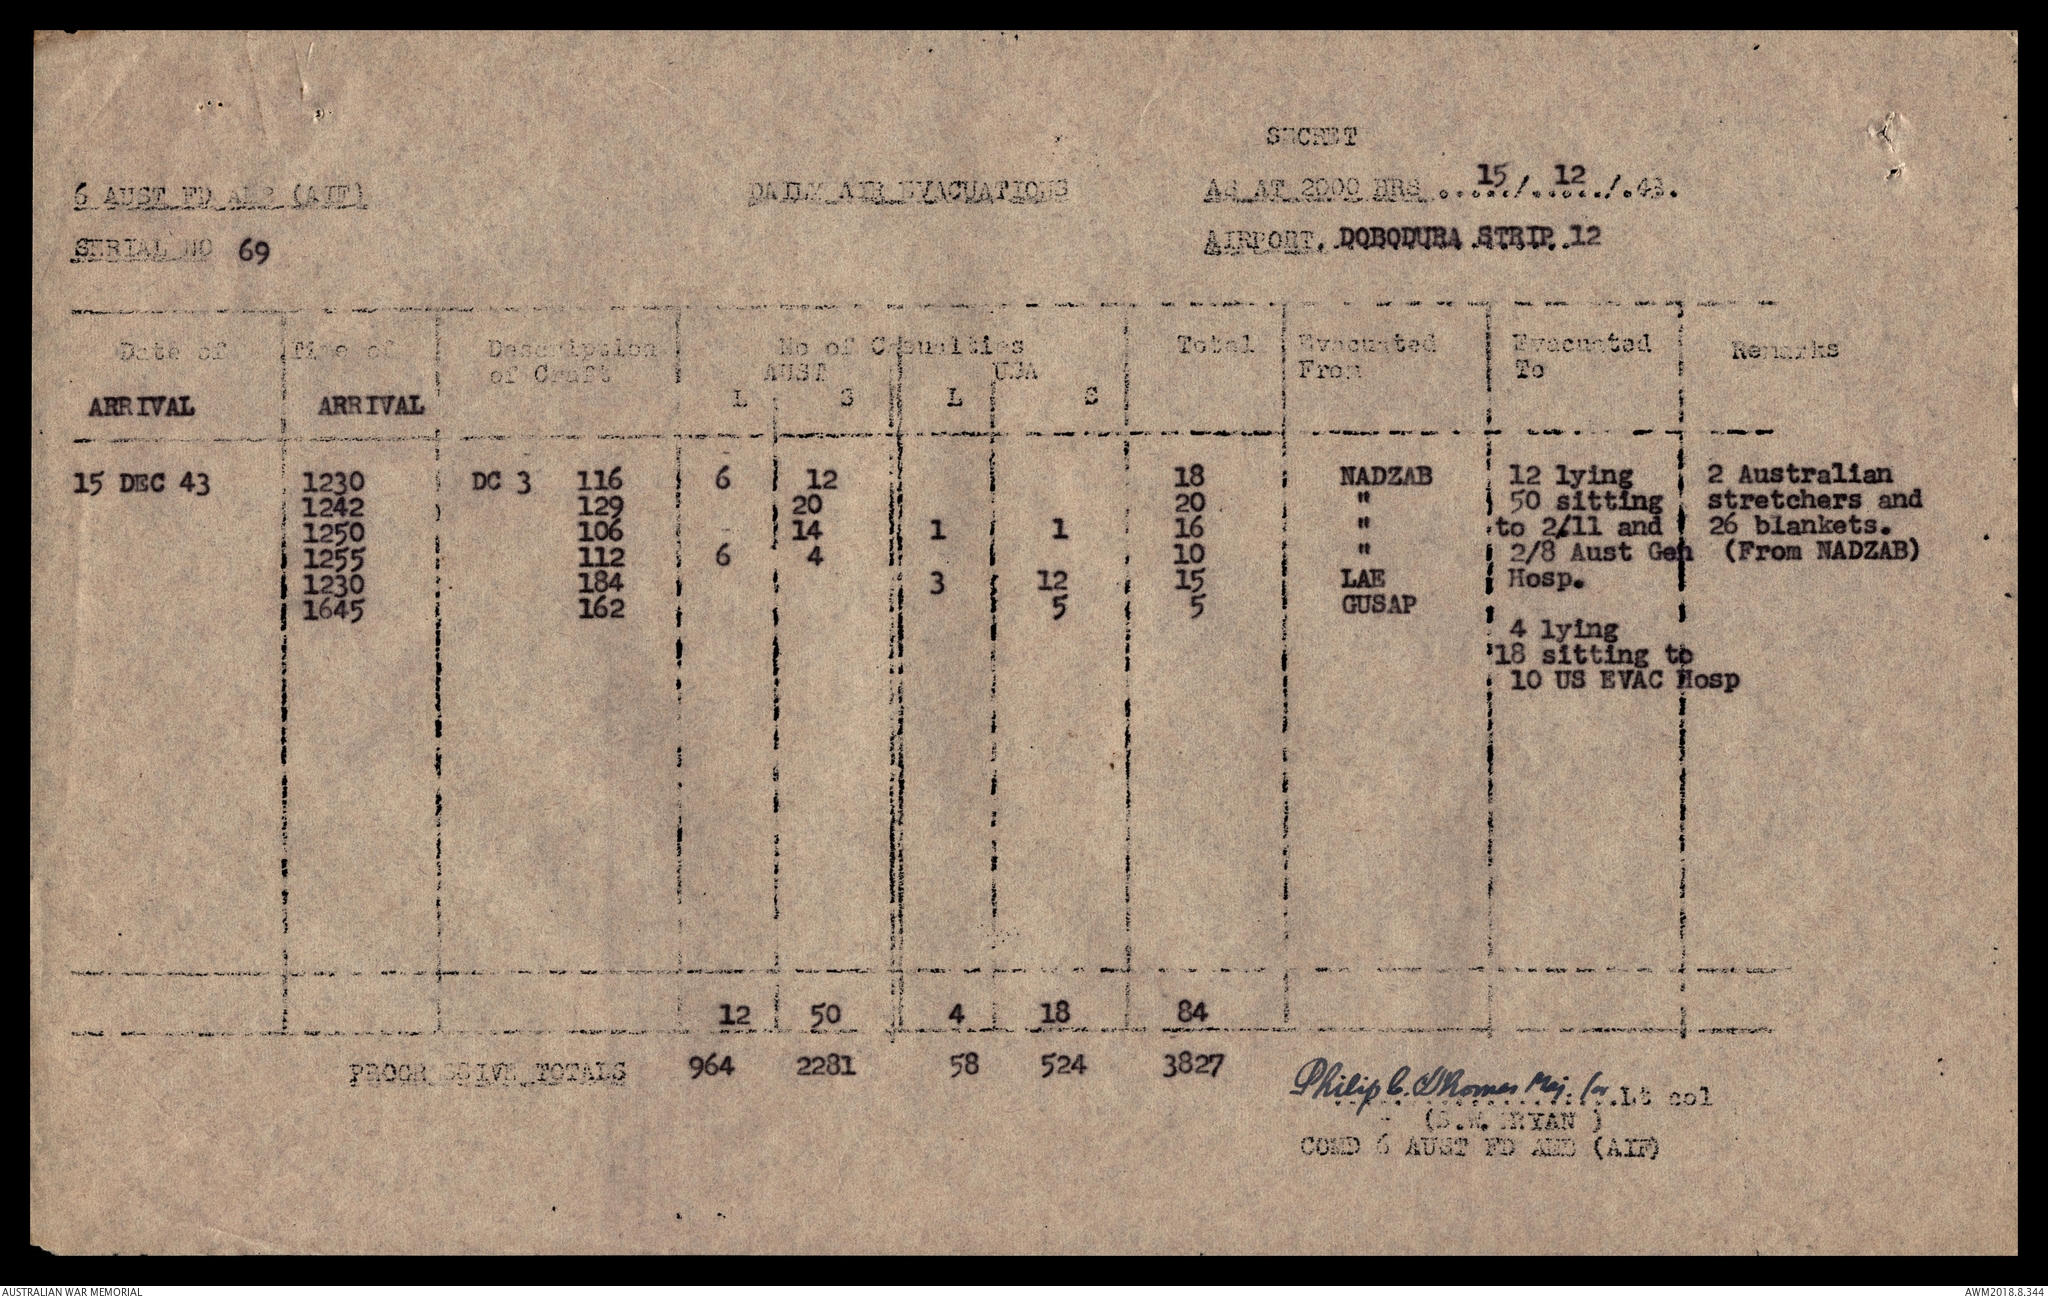 SECRET
6 AUST FD AMB (AIF) DAILY AIR EVACUATIONS AS AT 2000 HRS 15/12/43.
SERIAL NO 69 AIRPORT. DOBODURA STRIP 12
Date of Time of Description No of Casualties Total Evacuated Evacuated Remarks
of Craft AUST USA From To
ARRIVAL ARRIVAL L S L S
15 DEC 43 1230 DC 3 116 6 12 18 NADZAB 12 lying 2 Australian
1242 129 20 20 " 50 sitting stretchers and
1250 106 14 1 1 16 " to 2/11 and 26 blankets.
1255 112 6 4 10 " 2/8 Aust Gen (From NADZAB)
1230 184 3 12 15 LAE Hosp.
1645 162 5 5 GUSAP
4 lying
18 sitting to
10 US EVAC Hosp
12 50 4 18 84
PROGRESSIVE TOTALS 964 2281 58 524 3827
Philip C. Thomas Maj. for Lt col
( RYAN )
COMD 6 AUST FD AMB (AIF)
AUSTRALIAN WAR MEMORIAL AWM2018.8.344